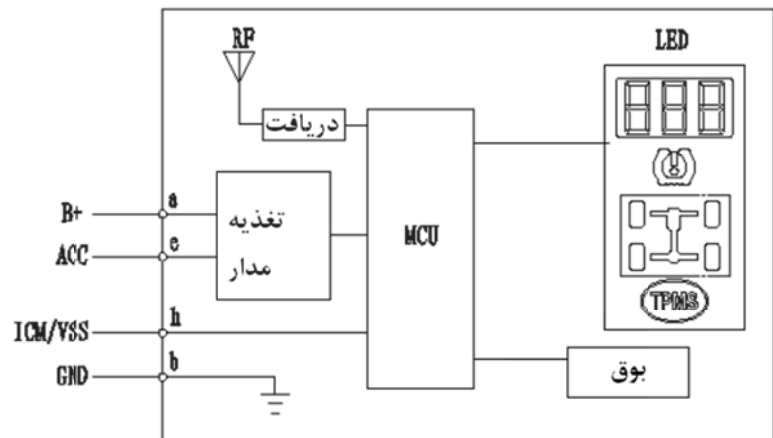 RF
LED
دریافت
B+
a
تغذیه
مدار
ACC
e
MCU
ICM/VSS
h
GND
b
TPMS
بوق